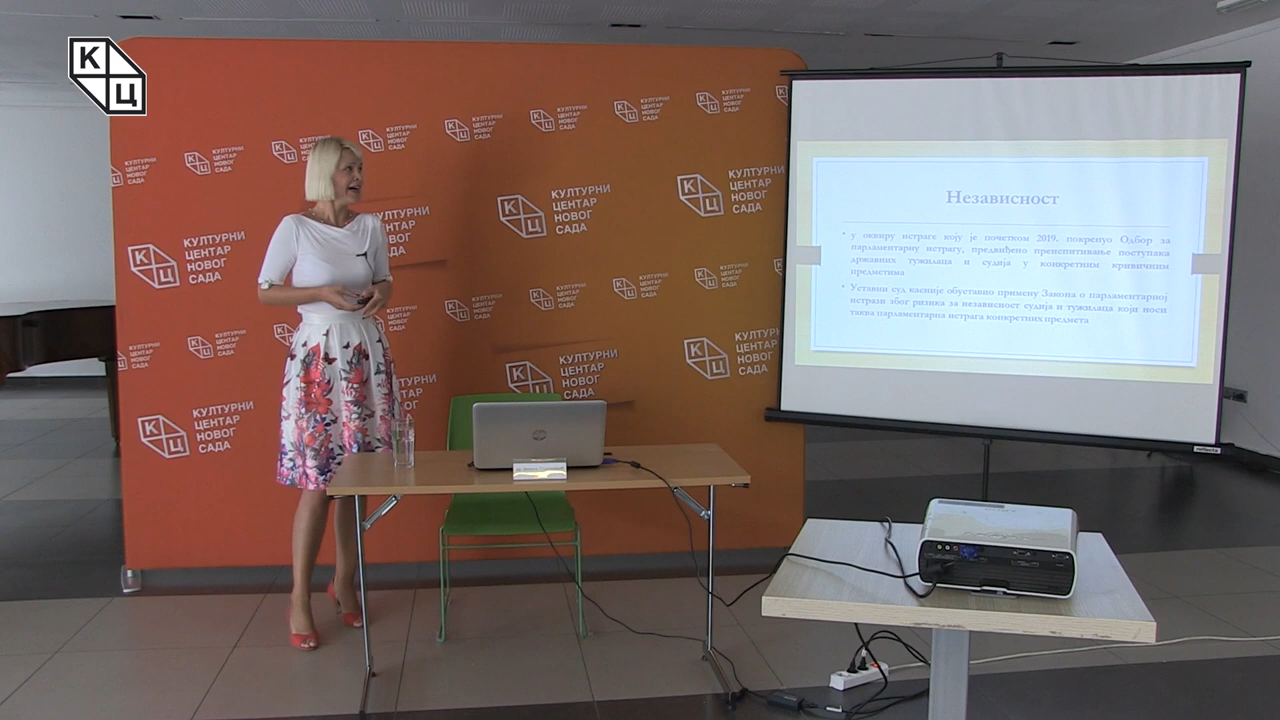 К
Ц
КУЛТУРНИ
ЦЕНТАР
НОВОГ
САДА
Независност
у оквиру истраге коју је почетком 2019. покренуо Одбор за
парламентарну истрагу, предвиђено преиспитивање поступака
државних тужилаца и судија у конкретним кривичним
предметима
Уставни суд касније обуставио примену Закона о парламентарној
истрази због ризика за независност судија и тужилаца који носи
таква парламентарна истрага конкретних предмета
reflecta
hp